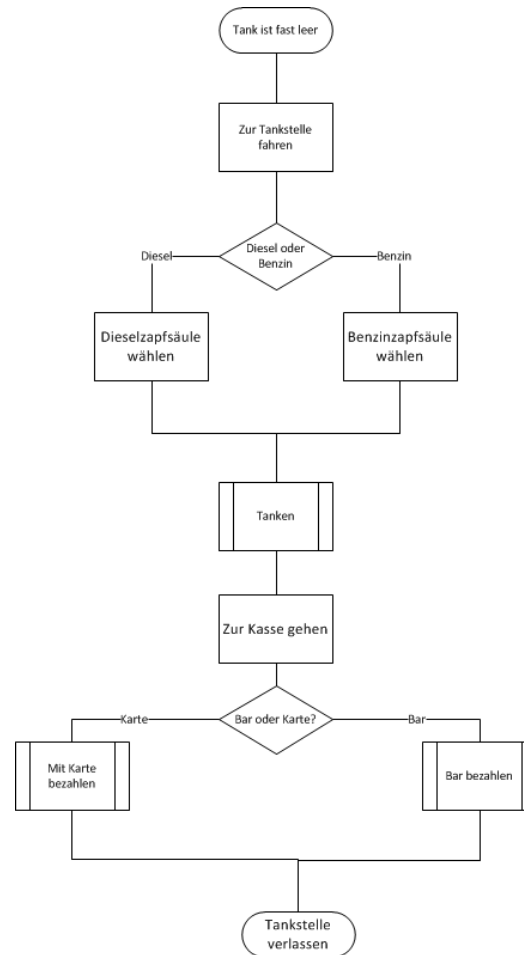 Tank ist fast leer
Zur Tankstelle
fahren
Diesel oder
Benzin
Diesel
Benzin
Dieselzapfsäule
wählen
Benzinzapfsäule
wählen
Tanken
Zur Kasse gehen
Bar oder Karte?
Karte
Bar
Mit Karte
bezahlen
Bar bezahlen
Tankstelle
verlassen